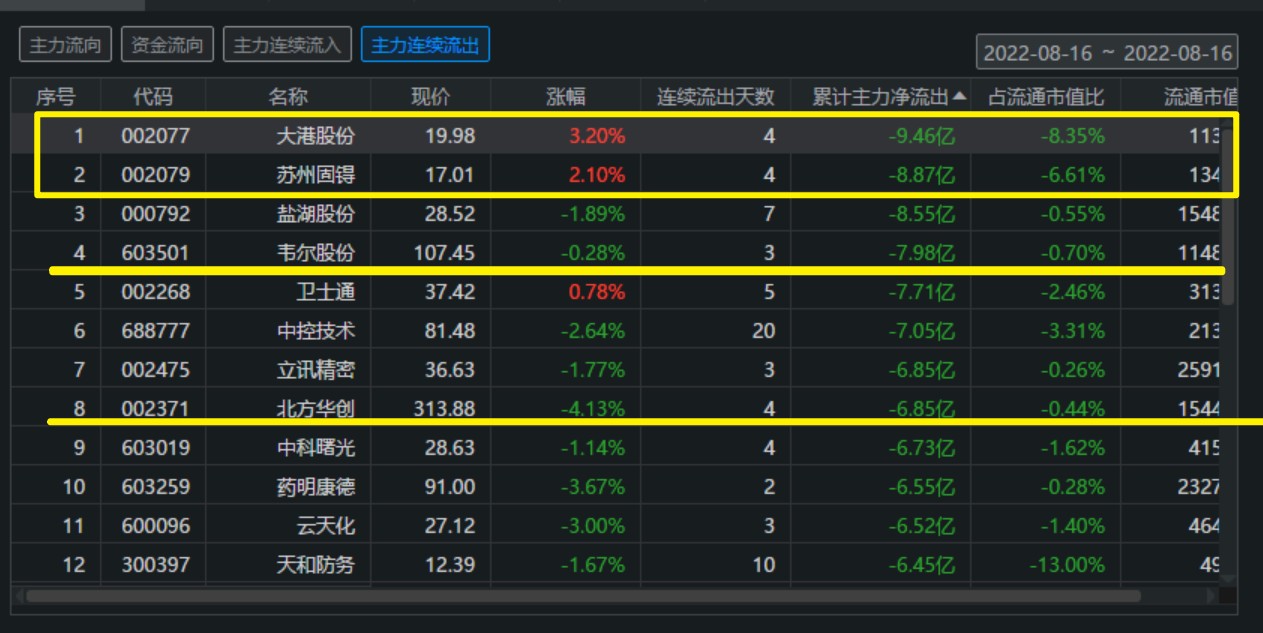 主力流向 资金流向 主力连续流入 主力连续流出 2022-08-16 ~ 2022-08-16
序号 代码 名称 现价 涨幅 连续流出天数 累计主力净流出 占流通市值比 流通市值
1 002077 大港股份 19.98 3.20% 4 -9.46亿 -8.35% 113
2 002079 苏州固锝 17.01 2.10% 4 -8.87亿 -6.61% 134
3 000792 盐湖股份 28.52 -1.89% 7 -8.55亿 -0.55% 1548
4 603501 韦尔股份 107.45 -0.28% 3 -7.98亿 -0.70% 1148
5 002268 卫士通 37.42 0.78% 5 -7.71亿 -2.46% 313
6 688777 中控技术 81.48 -2.64% 20 -7.05亿 -3.31% 213
7 002475 立讯精密 36.63 -1.77% 3 -6.85亿 -0.26% 2591
8 002371 北方华创 313.88 -4.13% 4 -6.85亿 -0.44% 1544
9 603019 中科曙光 28.63 -1.14% 4 -6.73亿 -1.62% 415
10 603259 药明康德 91.00 -3.67% 2 -6.55亿 -0.28% 2327
11 600096 云天化 27.12 -3.00% 3 -6.52亿 -1.40% 464
12 300397 天和防务 12.39 -1.67% 10 -6.45亿 -13.00% 49